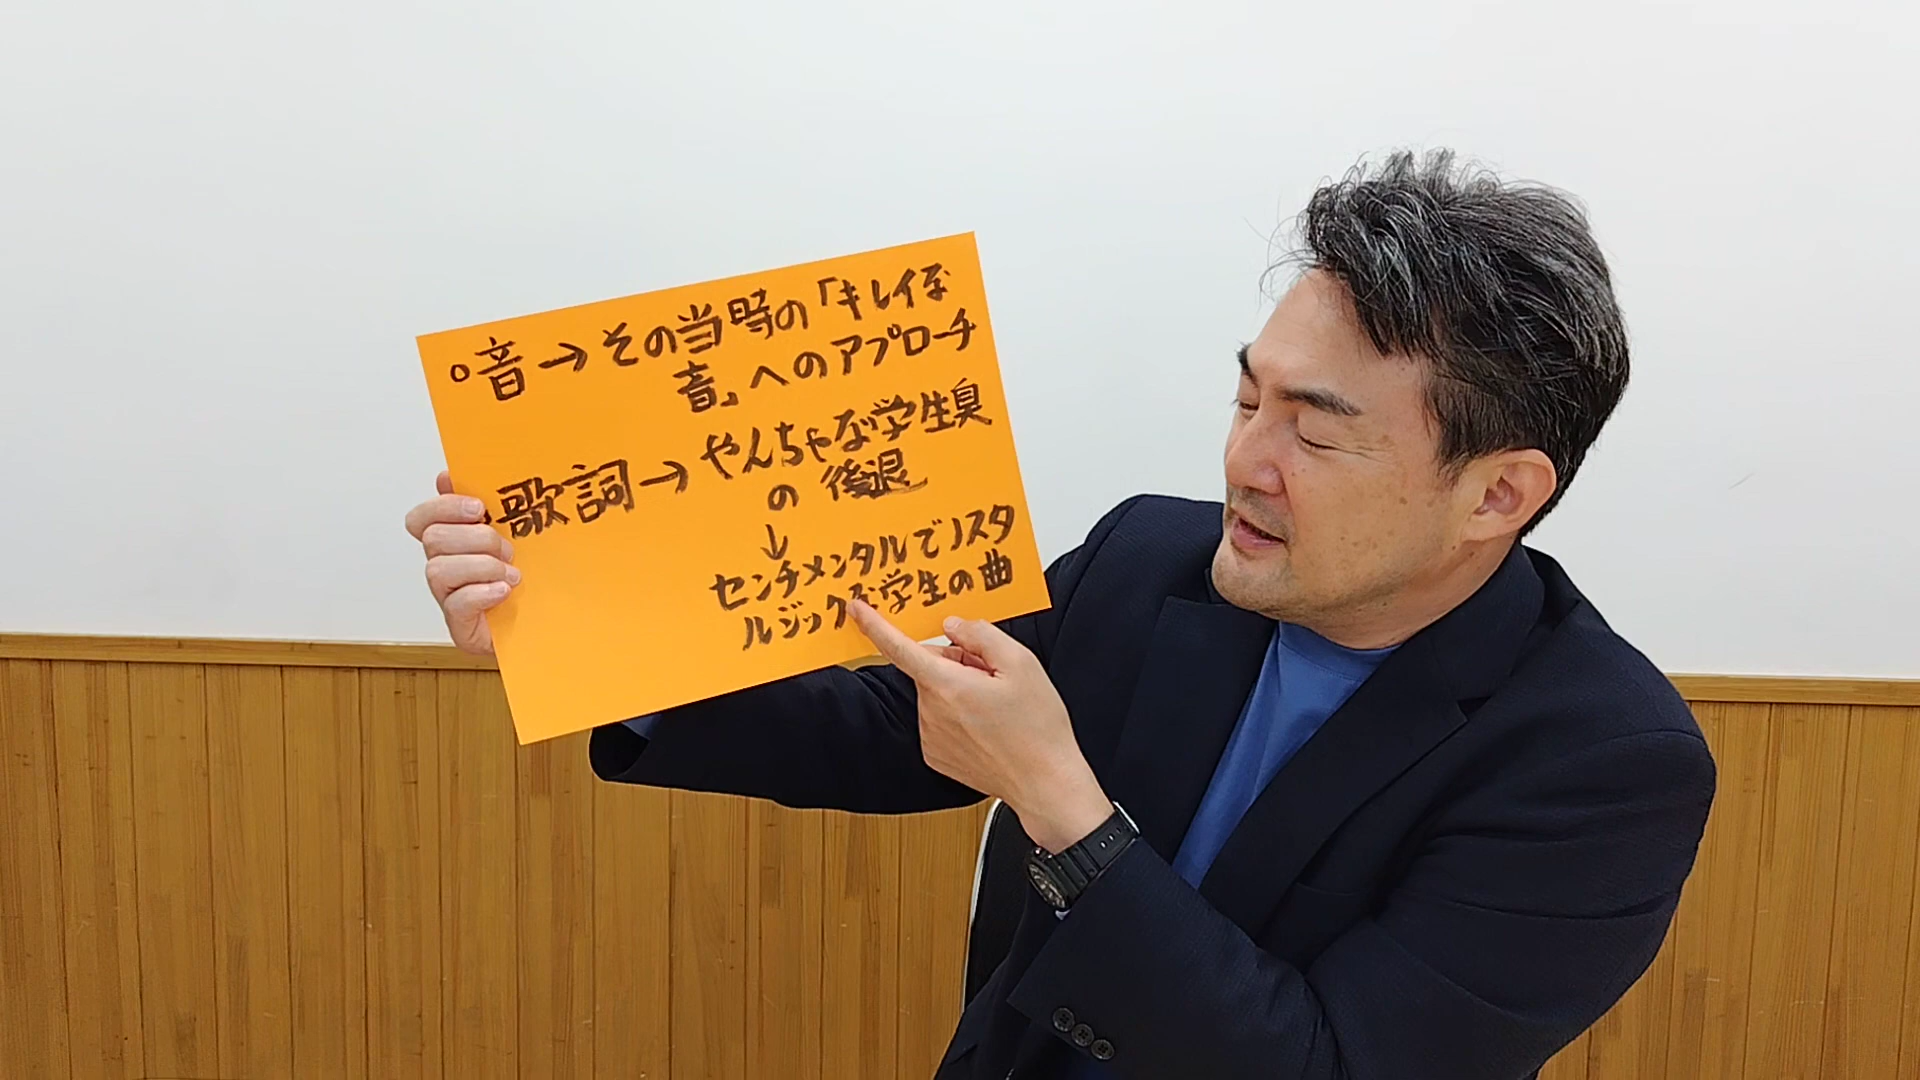 ○音→その当時の「キレイな
音」へのアプローチ
・歌詞→やんちゃな学生臭
の後退
↓
センチメンタルでノスタ
ルジックな学生の曲